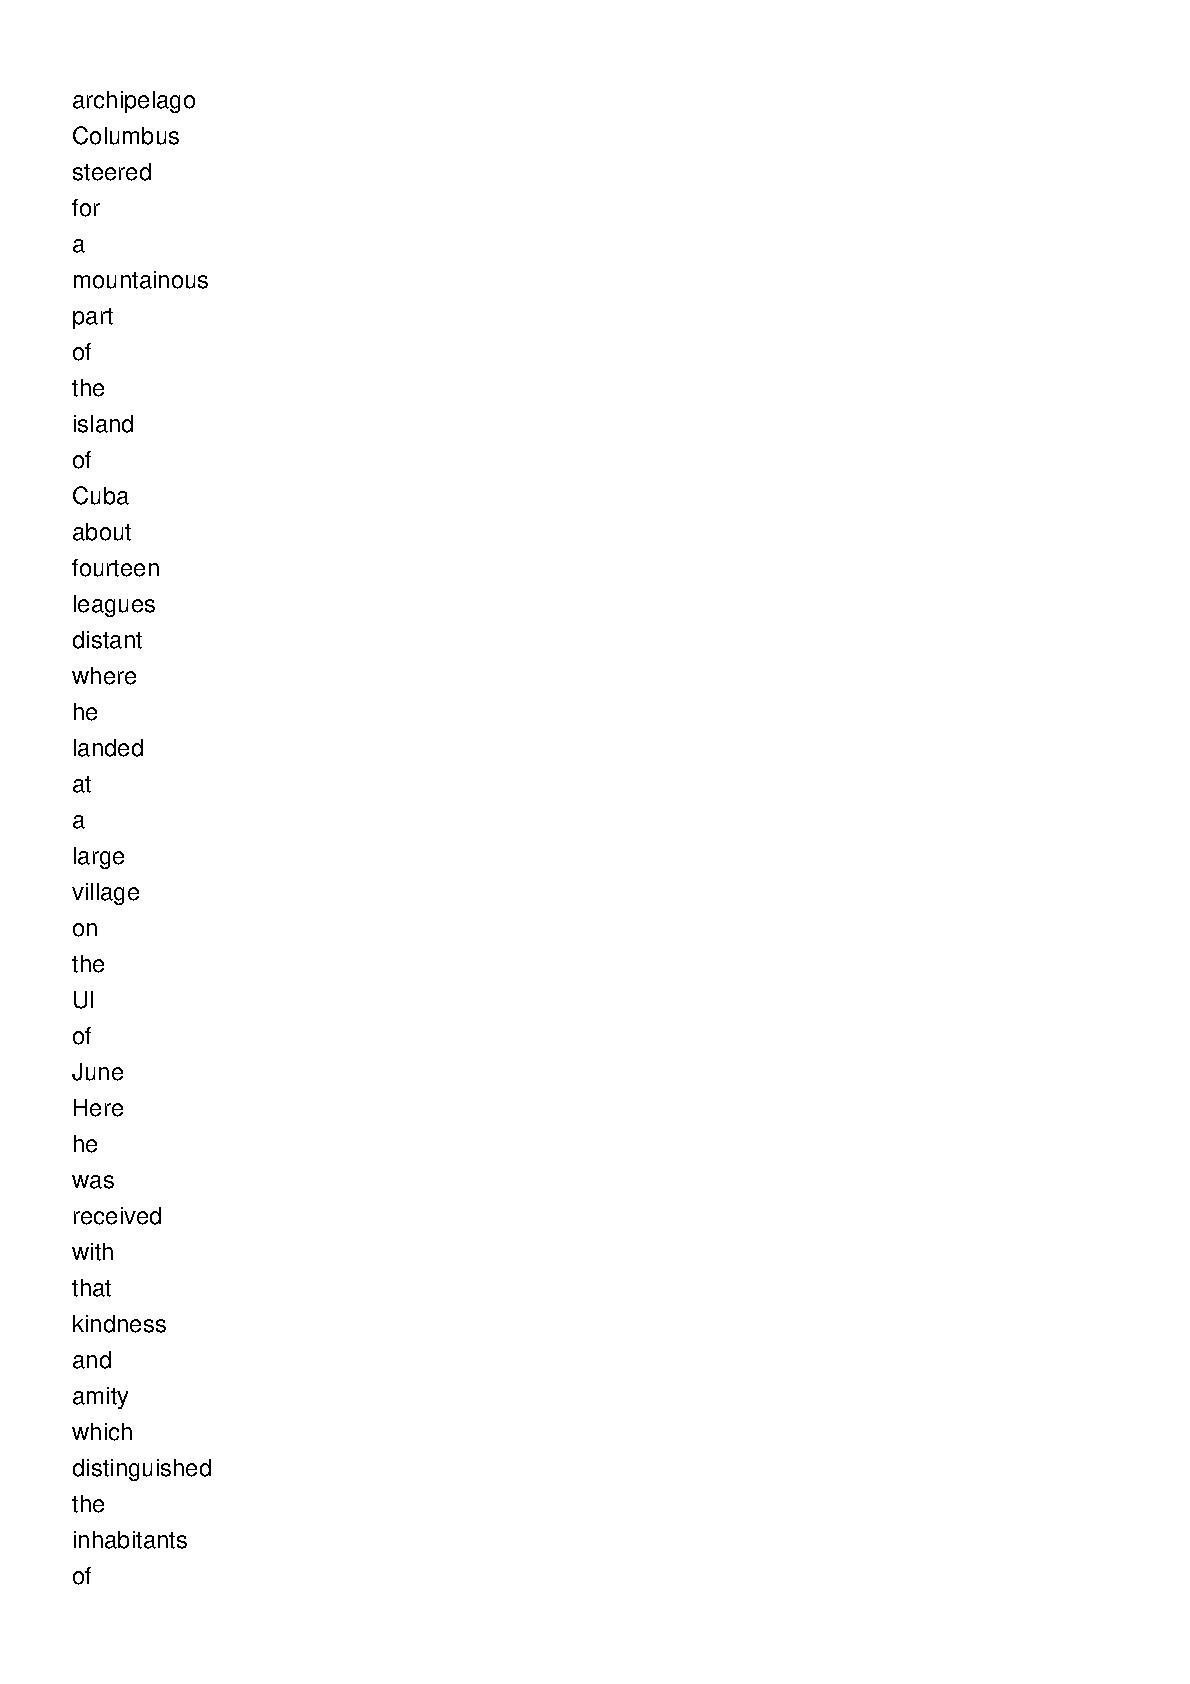 archipelago
Columbus
steered
for
a
mountainous
part
of
the
island
of
Cuba
about
fourteen
leagues
distant
where
he
landed
at
a
large
village
on
the
Ul
of
June
Here
he
was
received
with
that
kindness
and
amity
which
distinguished
the
inhabitants
of